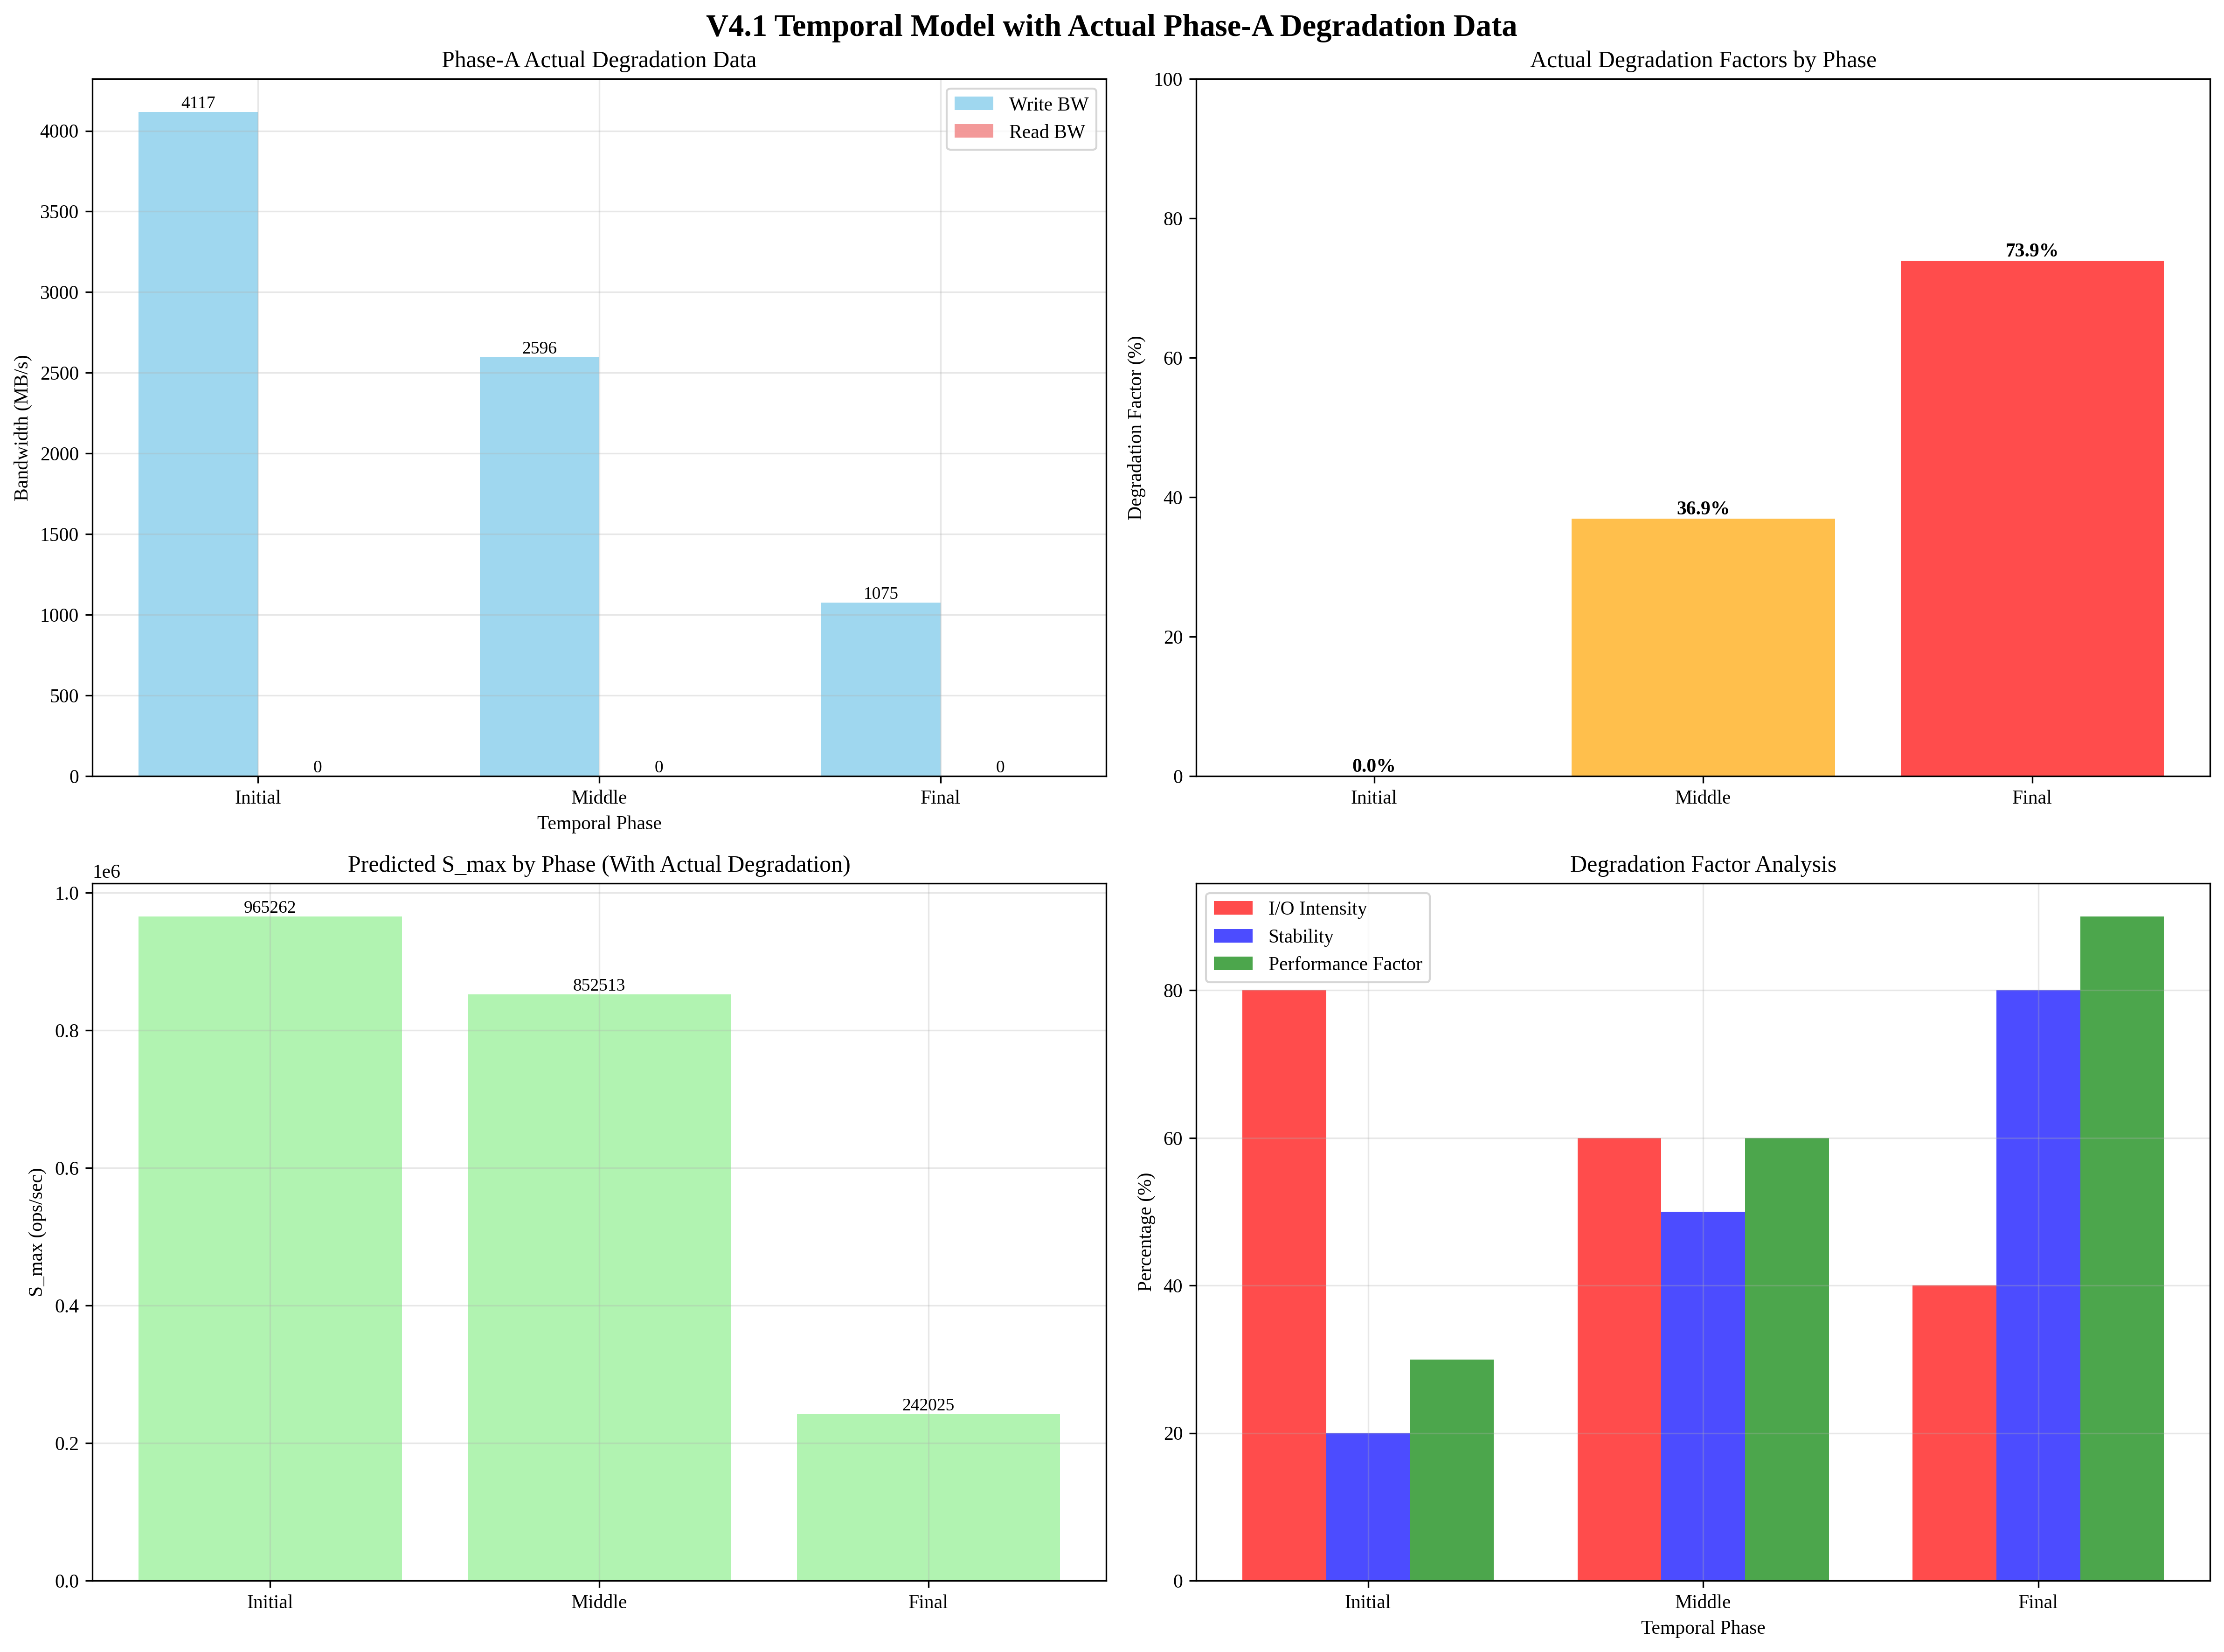 V4.1 Temporal Model with Actual Phase-A Degradation Data
Phase-A Actual Degradation Data
Bandwidth (MB/s)
4000
3500
3000
2500
2000
1500
1000
500
0
4117
0
2596
0
1075
0
Write BW
Read BW
Initial
Middle
Final
Temporal Phase
Actual Degradation Factors by Phase
Degradation Factor (%)
100
80
60
40
20
0
0.0%
36.9%
73.9%
Initial
Middle
Final
Predicted S_max by Phase (With Actual Degradation)
1e6
S_max (ops/sec)
1.0
0.8
0.6
0.4
0.2
0.0
965262
852513
242025
Initial
Middle
Final
Degradation Factor Analysis
Percentage (%)
80
60
40
20
0
I/O Intensity
Stability
Performance Factor
Initial
Middle
Final
Temporal Phase